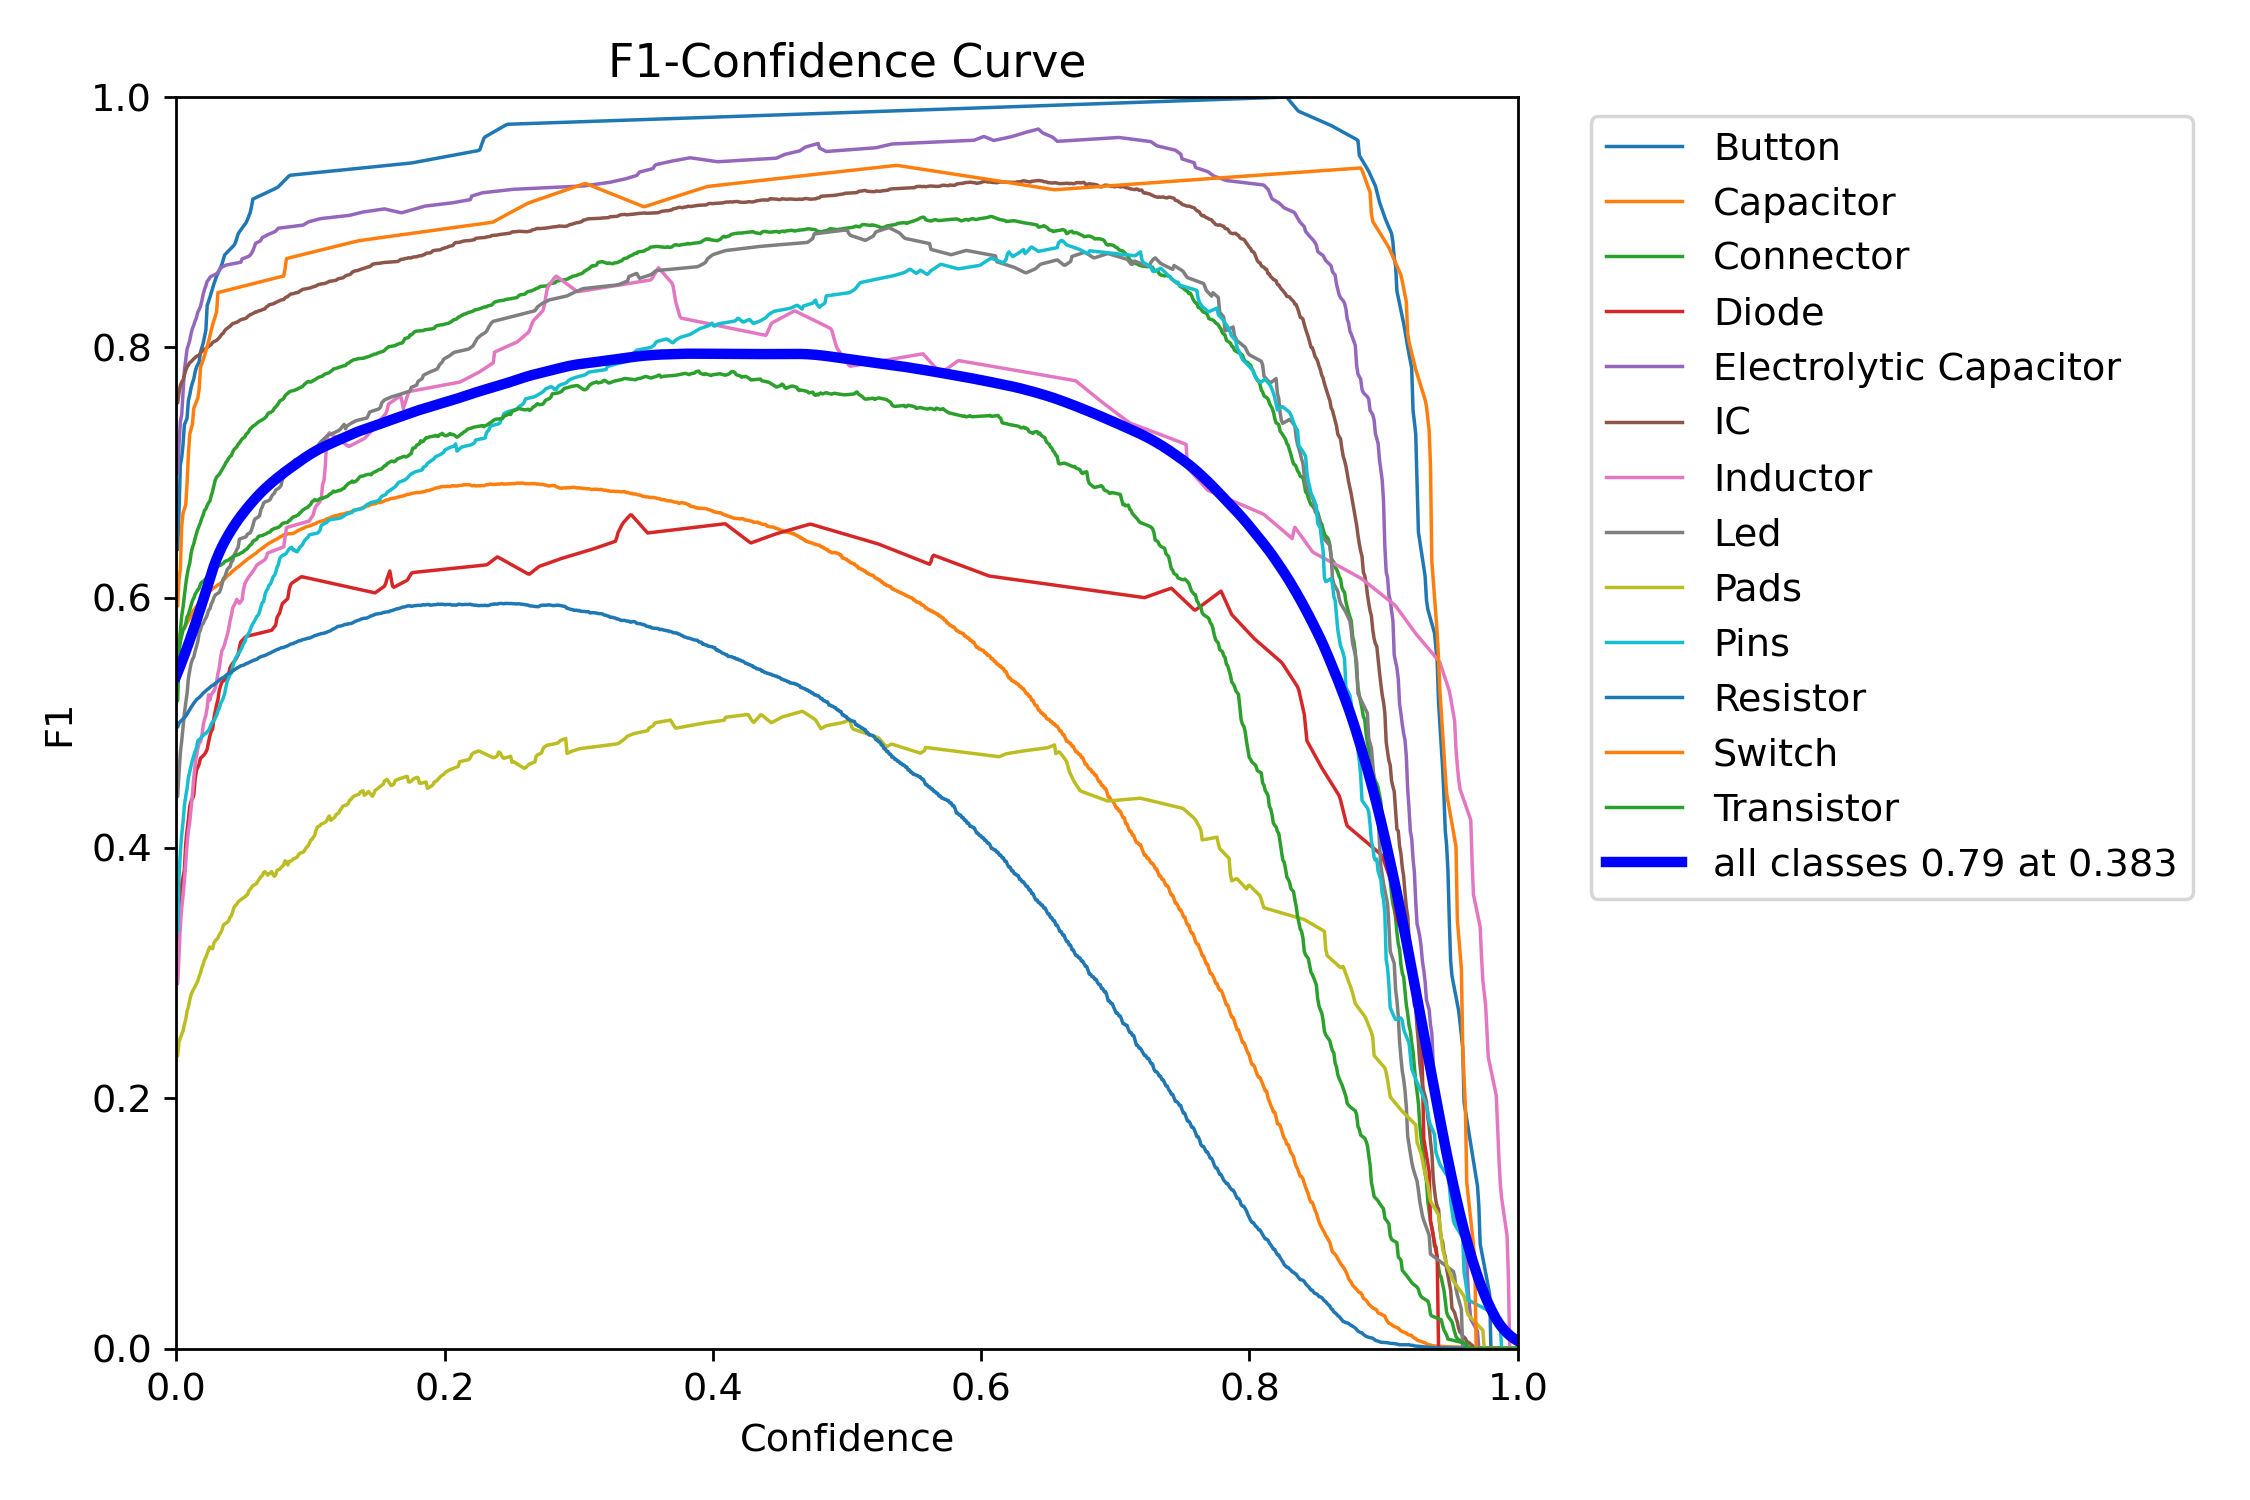 F1-Confidence Curve
1.0
0.8
0.6
0.4
0.2
0.0
F1
0.0 0.2 0.4 0.6 0.8 1.0
Confidence
Button
Capacitor
Connector
Diode
Electrolytic Capacitor
IC
Inductor
Led
Pads
Pins
Resistor
Switch
Transistor
all classes 0.79 at 0.383